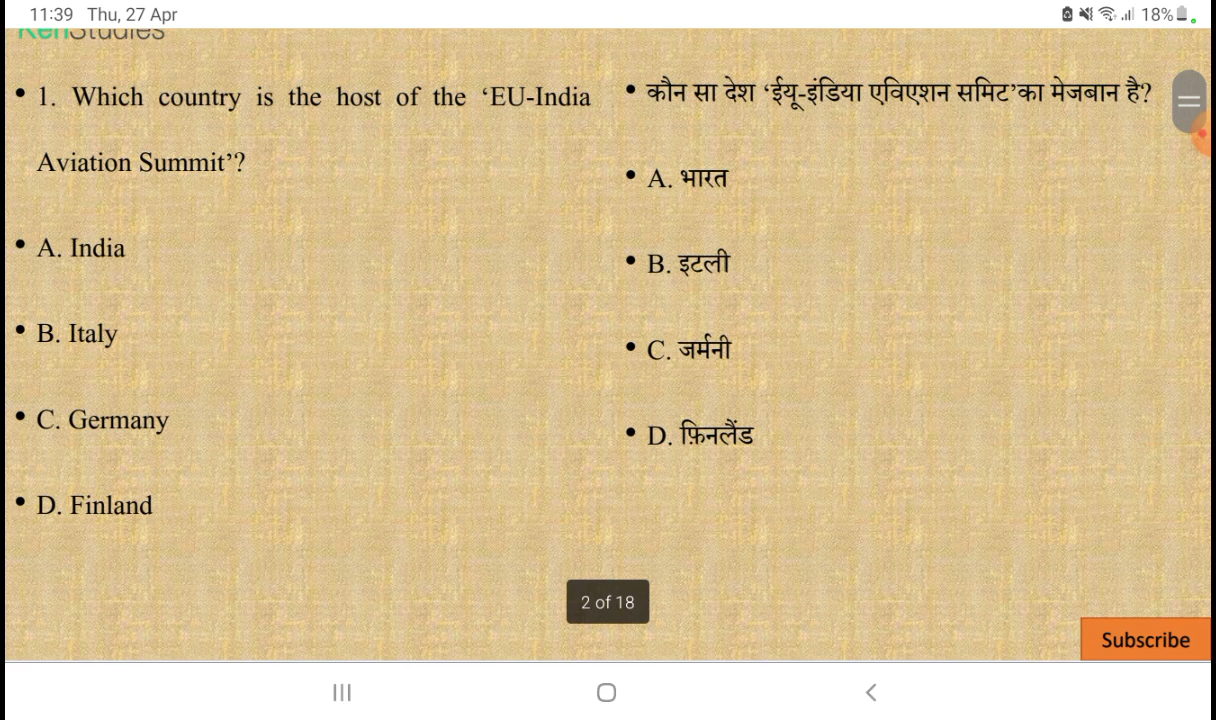 11:39 Thu, 27 Apr
18%
KenStudies
• 1. Which country is the host of the ‘EU-India
Aviation Summit’?
• A. India
• B. Italy
• C. Germany
• D. Finland
• कौन सा देश ‘ईयू-इंडिया एविएशन समिट’का मेजबान है?
• A. भारत
• B. इटली
• C. जर्मनी
• D. फ़िनलैंड
2 of 18
Subscribe